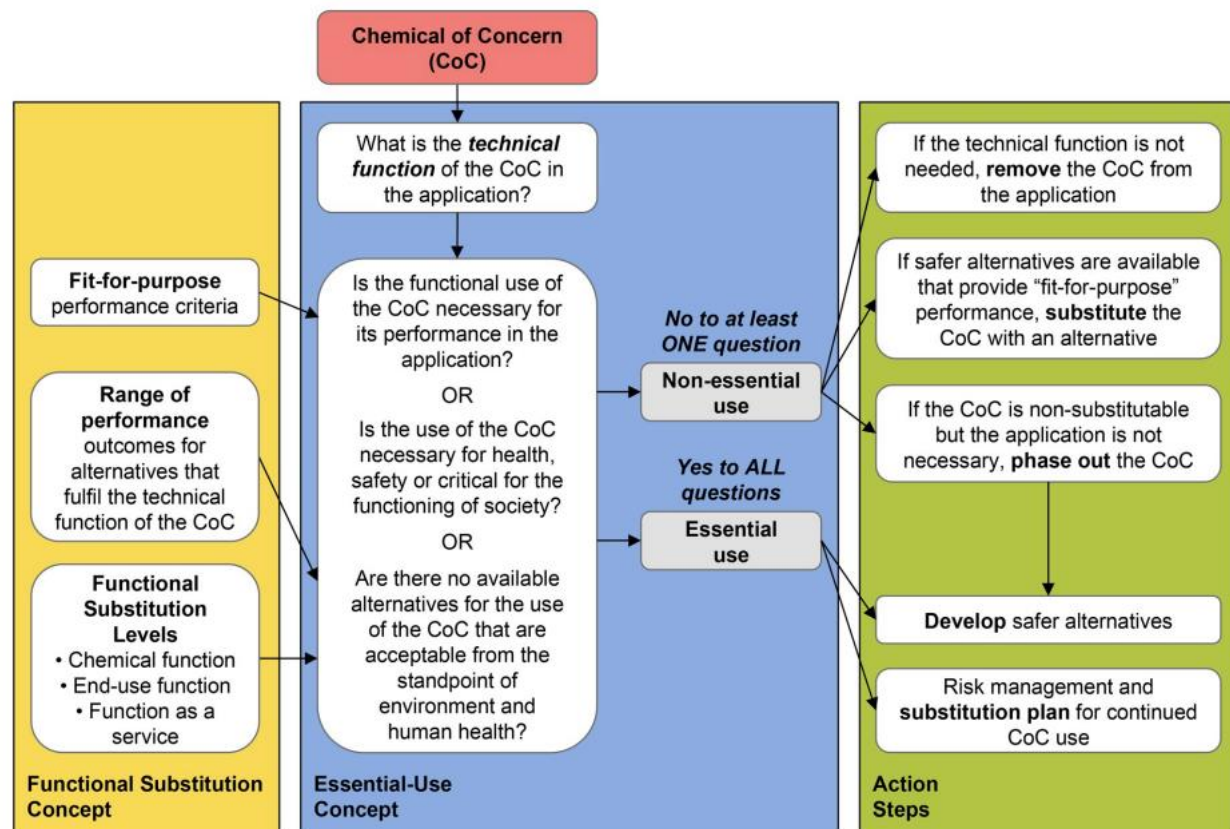 Chemical of Concern
(CoC)
Fit-for-purpose
performance criteria
Range of
performance
outcomes for
alternatives that
fulfil the technical
function of the CoC
Functional
Substitution
Levels
• Chemical function
• End-use function
• Function as a
service
Functional Substitution
Concept
What is the technical
function of the CoC in
the application?
Is the functional use of
the CoC necessary for
its performance in the
application?
OR
Is the use of the CoC
necessary for health,
safety or critical for the
functioning of society?
OR
Are there no available
alternatives for the use
of the CoC that are
acceptable from the
standpoint of
environment and
human health?
No to at least
ONE question
Non-essential
use
Yes to ALL
questions
Essential
use
Essential-Use
Concept
If the technical function is not
needed, remove the CoC from
the application
If safer alternatives are available
that provide “fit-for-purpose”
performance, substitute the
CoC with an alternative
If the CoC is non-substitutable
but the application is not
necessary, phase out the CoC
Develop safer alternatives
Risk management and
substitution plan for continued
CoC use
Action
Steps